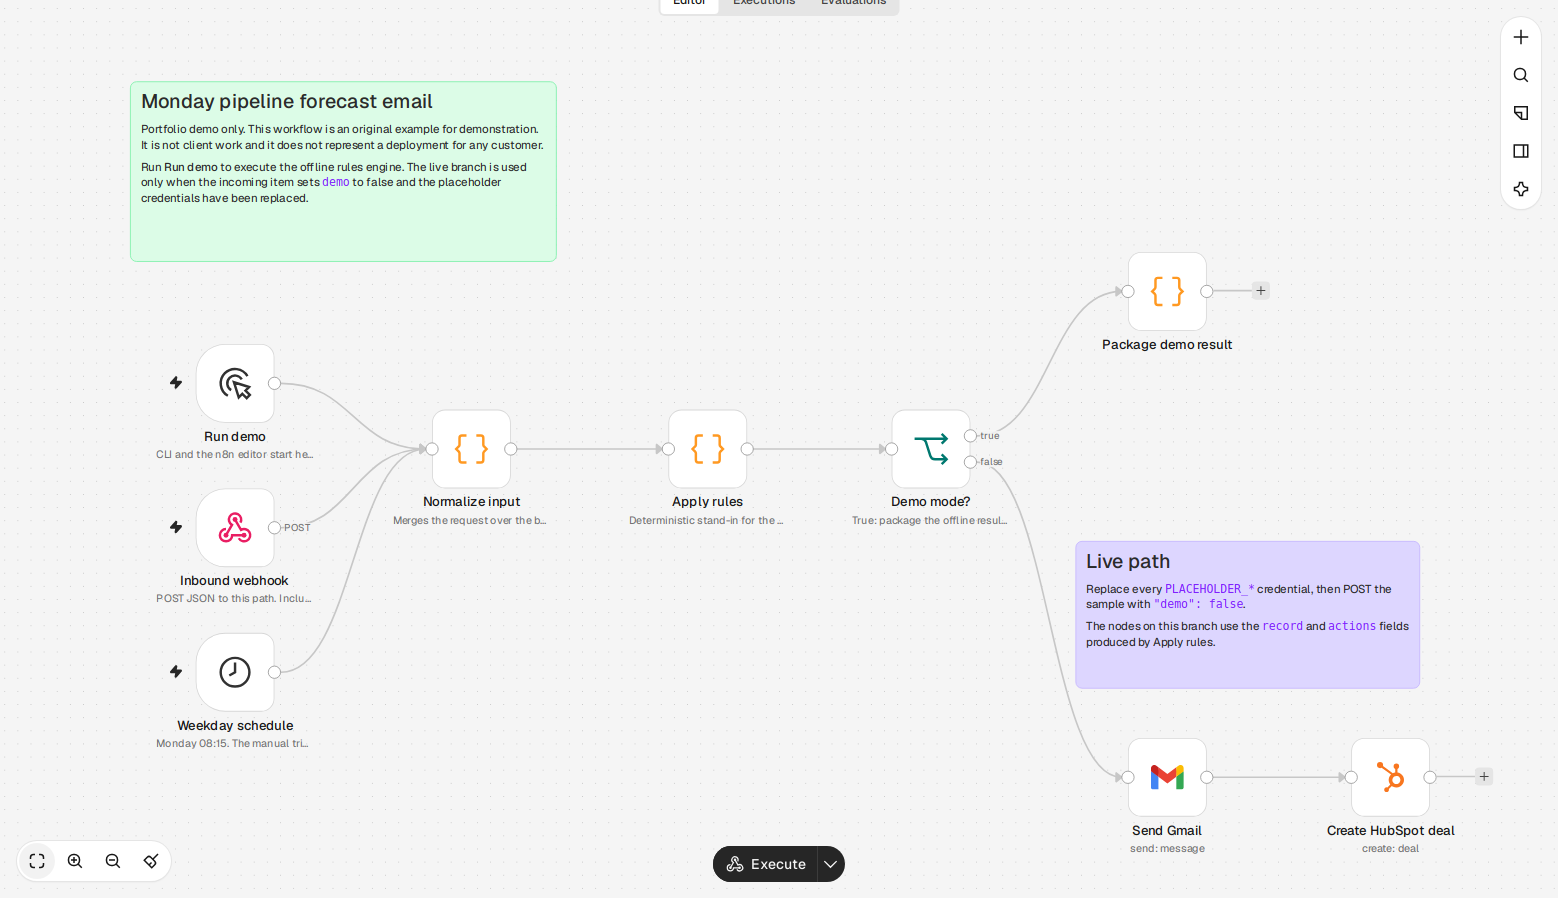 Editor Executions Evaluations
Monday pipeline forecast email
Portfolio demo only. This workflow is an original example for demonstration.
It is not client work and it does not represent a deployment for any customer.
Run Run demo to execute the offline rules engine. The live branch is used
only when the incoming item sets demo to false and the placeholder
credentials have been replaced.
Package demo result
Run demo
CLI and the n8n editor start he...
Normalize input
Merges the request over the b...
Apply rules
Deterministic stand-in for the ...
true
false
Demo mode?
True: package the offline resul...
POST
Inbound webhook
POST JSON to this path. Inclu...
Live path
Replace every PLACEHOLDER_* credential, then POST the
sample with "demo": false.
The nodes on this branch use the record and actions fields
produced by Apply rules.
Weekday schedule
Monday 08:15. The manual tri...
Send Gmail
send: message
Create HubSpot deal
create: deal
Execute